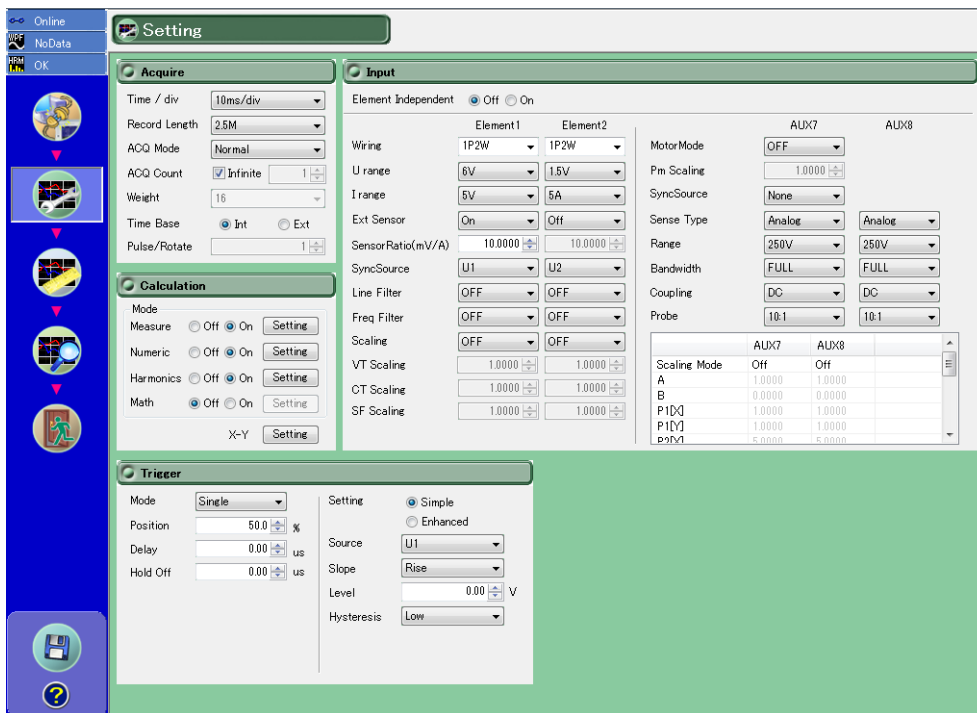 Online
WPF NoData
HRM OK
Setting
Acquire
Time / div 10ms/div
Record Length 2.5M
ACQ Mode Normal
ACQ Count Infinite 1
Weight 16
Time Base Int Ext
Pulse/Rotate 1
Calculation
Mode
Measure Off On Setting
Numeric Off On Setting
Harmonics Off On Setting
Math Off On Setting
X-Y Setting
Input
Element Independent Off On
Element1 Element2
Wiring 1P2W 1P2W
U range 6V 1.5V
I range 5V 5A
Ext Sensor On Off
SensorRatio(mV/A) 10.0000 10.0000
SyncSource U1 U2
Line Filter OFF OFF
Freq Filter OFF OFF
Scaling OFF OFF
VT Scaling 1.0000 1.0000
CT Scaling 1.0000 1.0000
SF Scaling 1.0000 1.0000
AUX7 AUX8
MotorMode OFF
Pm Scaling 1.0000
SyncSource None
Sense Type Analog Analog
Range 250V 250V
Bandwidth FULL FULL
Coupling DC DC
Probe 10:1 10:1
AUX7 AUX8
Scaling Mode Off Off
A 1.0000 1.0000
B 0.0000 0.0000
P1[X] 1.0000 1.0000
P1[Y] 1.0000 1.0000
P2[X] 5.0000 5.0000
Trigger
Mode Single
Position 50.0 %
Delay 0.00 us
Hold Off 0.00 us
Setting Simple
Enhanced
Source U1
Slope Rise
Level 0.00 V
Hysteresis Low
?